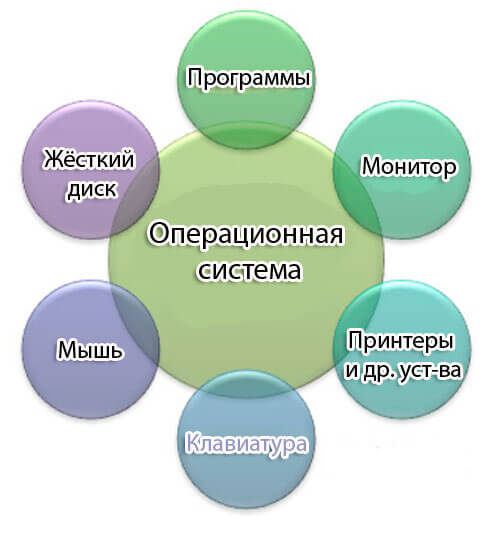 Программы
Жёсткий
диск
Монитор
Операционная
система
Мышь
Принтеры
и др. уст-ва
Клавиатура